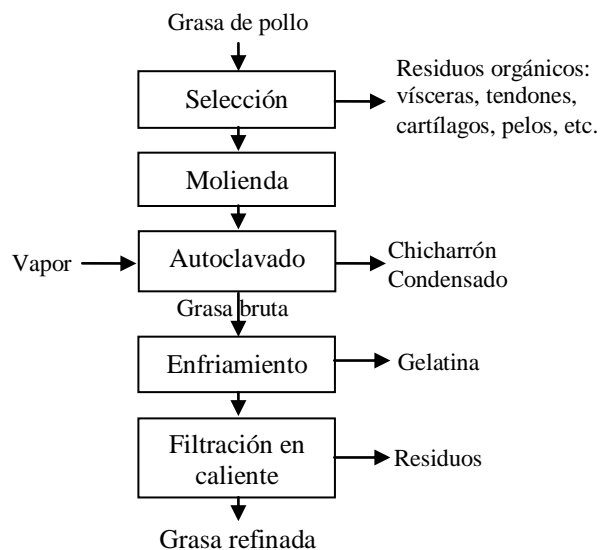 Grasa de pollo
Selección
Residuos orgánicos:
vísceras, tendones,
cartílagos, pelos, etc.
Molienda
Vapor
Autoclavado
Chicharrón
Condensado
Grasa bruta
Enfriamiento
Gelatina
Filtración en
caliente
Residuos
Grasa refinada